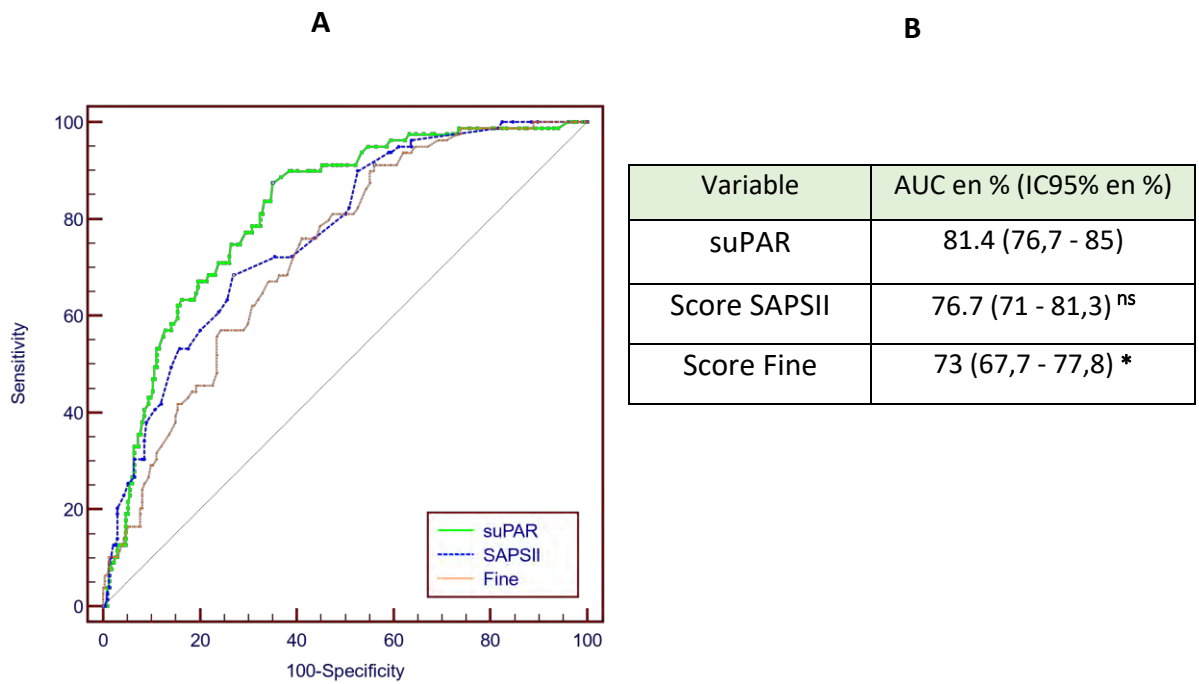 A
B
100
80
60
40
20
0
Sensitivity
0 20 40 60 80 100
100-Specificity
suPAR
SAPSII
Fine
Variable AUC en % (IC95% en %)
suPAR 81.4 (76,7 - 85)
Score SAPSII 76.7 (71 - 81,3) ns
Score Fine 73 (67,7 - 77,8) *